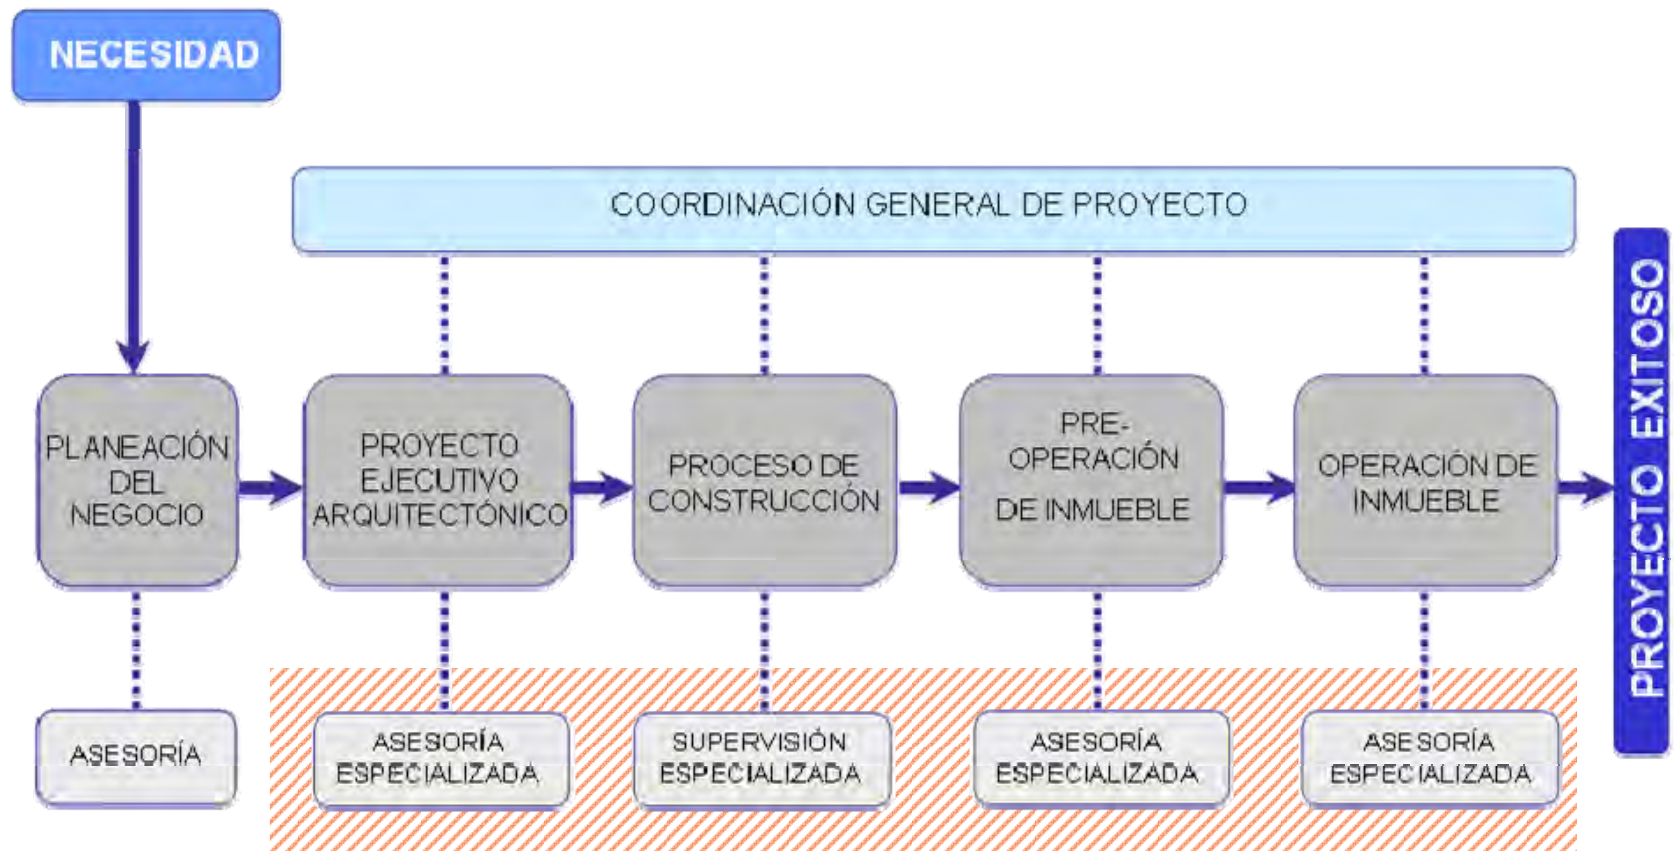 NECESIDAD
COORDINACIÓN GENERAL DE PROYECTO
PLANEACIÓN
DEL
NEGOCIO
PROYECTO
EJECUTIVO
ARQUITECTÓNICO
PROCESO DE
CONSTRUCCIÓN
PRE-
OPERACIÓN
DE INMUEBLE
OPERACIÓN DE
INMUEBLE
PROYECTO EXITOSO
ASESORÍA
ASESORÍA
ESPECIALIZADA
SUPERVISIÓN
ESPECIALIZADA
ASESORÍA
ESPECIALIZADA
ASESORÍA
ESPECIALIZADA